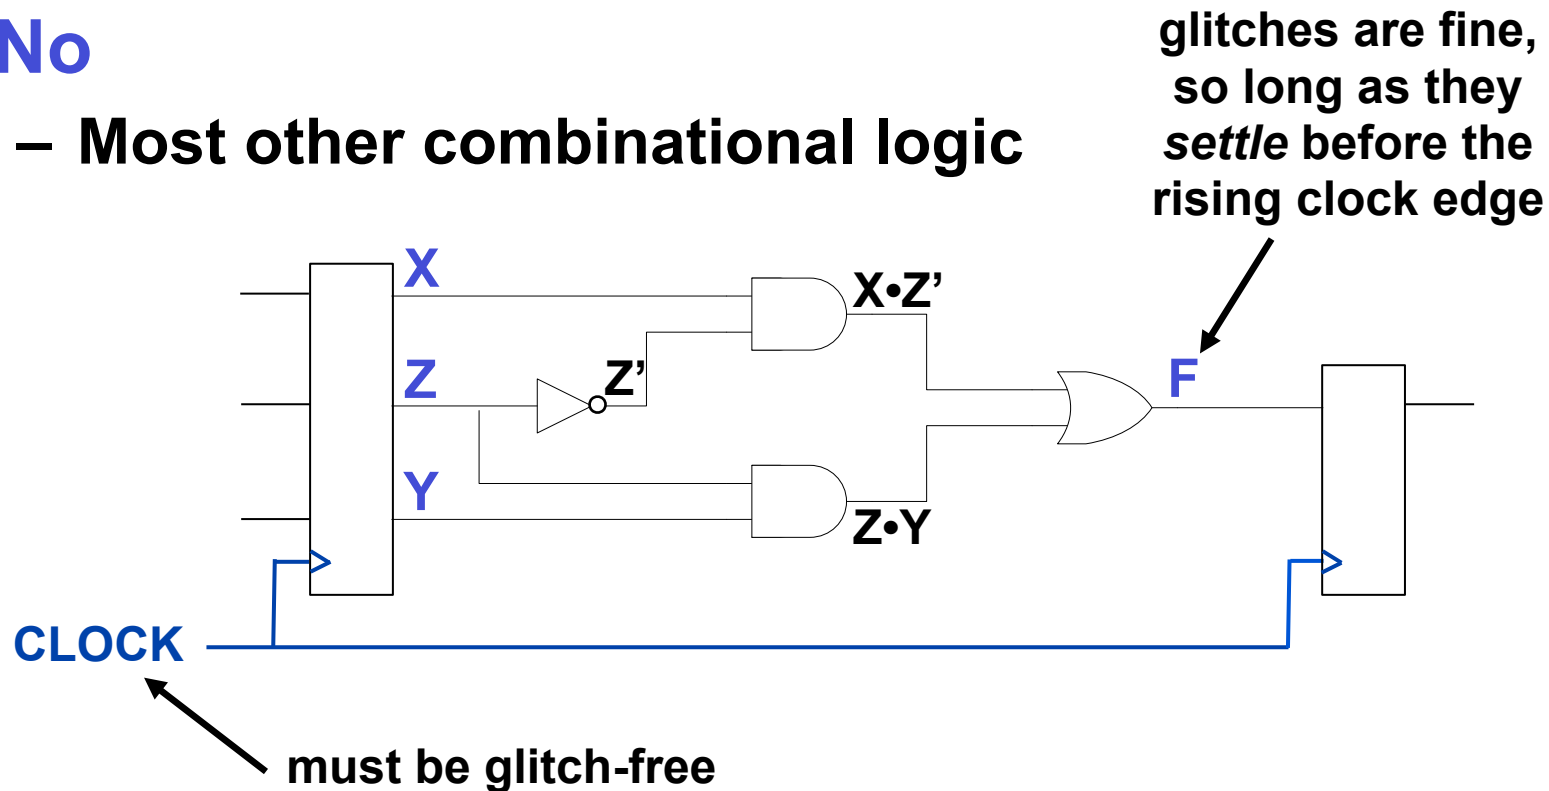 No
– Most other combinational logic
glitches are fine,
so long as they
settle before the
rising clock edge
X
X•Z’
Z
Z’
F
Y
Z•Y
CLOCK
must be glitch-free